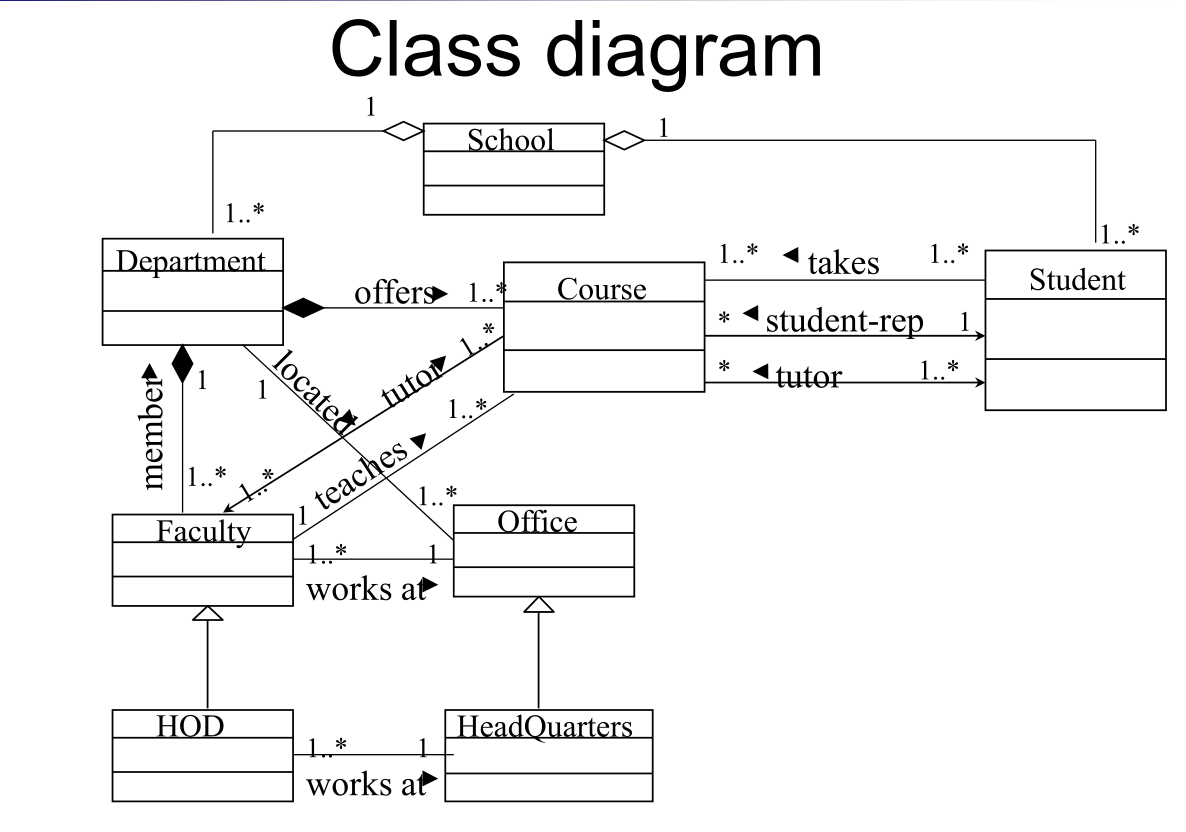 Class diagram
1
School
1
1..*
1..*
Department
offers
1..*
Course
1..*
takes
1..*
Student
*
student-rep
1
*
tutor
1..*
member
1
1
located
tutor
1..*
1..*
1..*
1..*
teaches
1
1..*
Faculty
Office
1..*
1
works at
HOD
HeadQuarters
1..*
1
works at